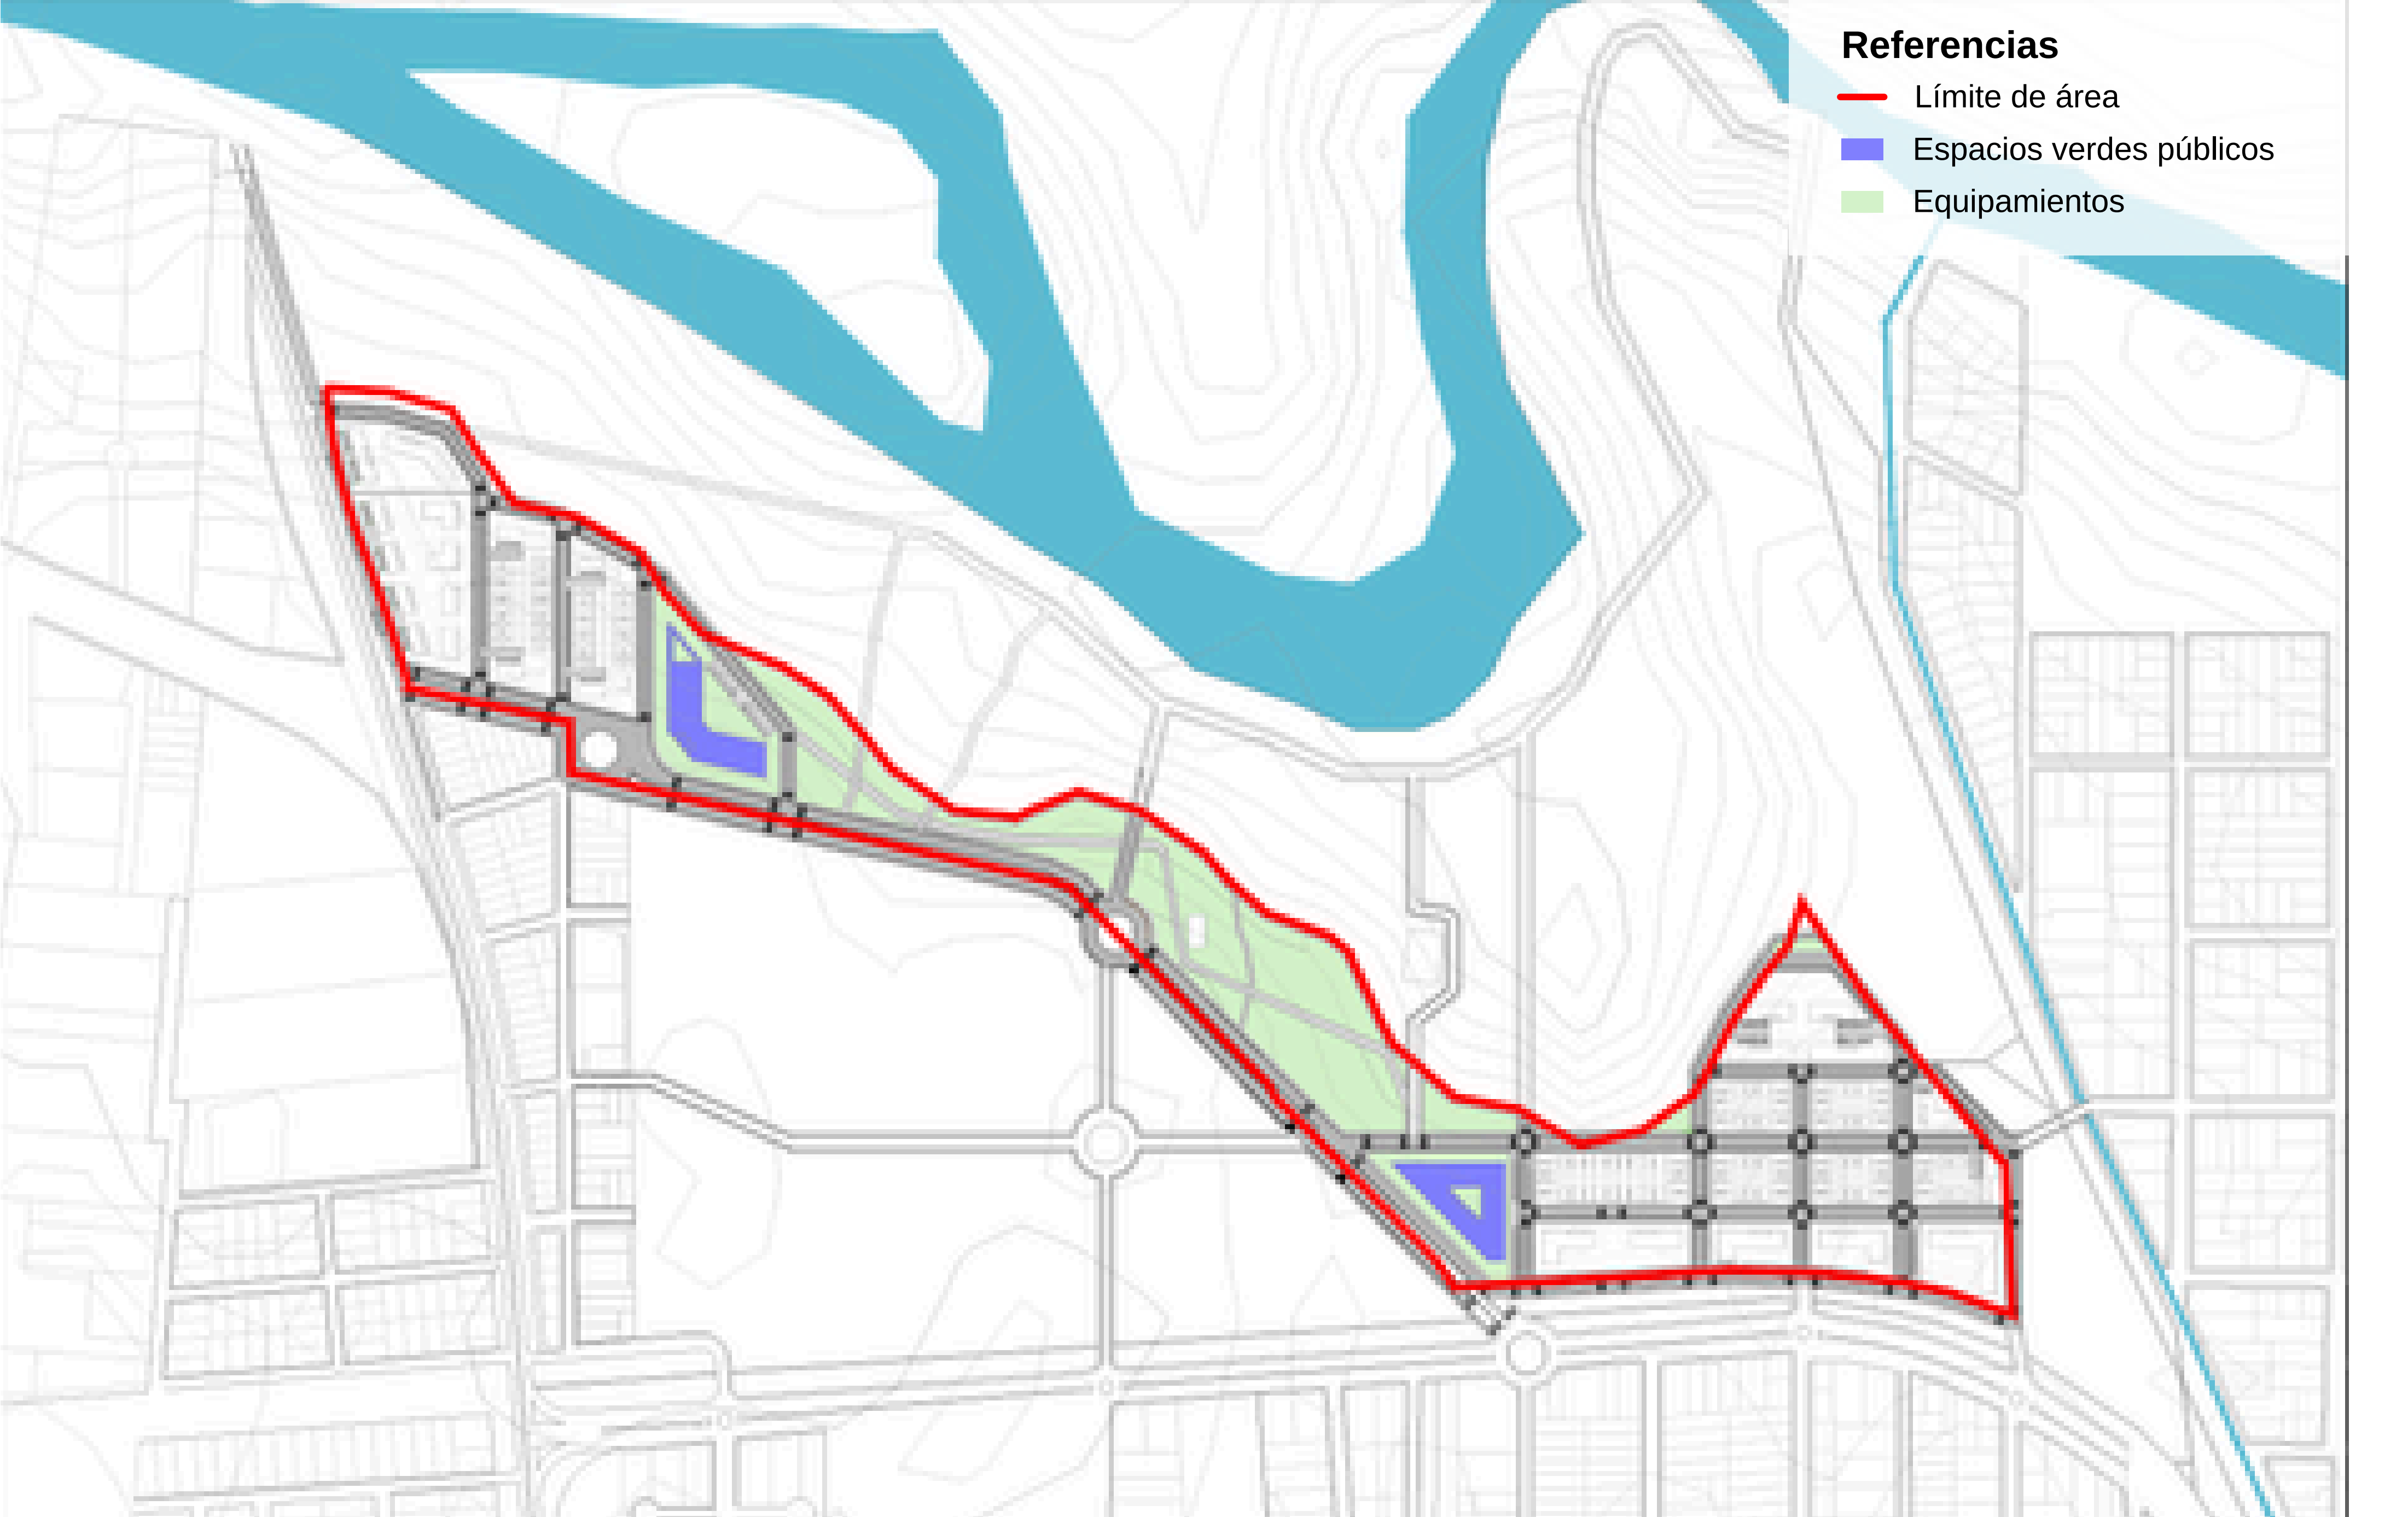 Referencias
Límite de área
Espacios verdes públicos
Equipamientos